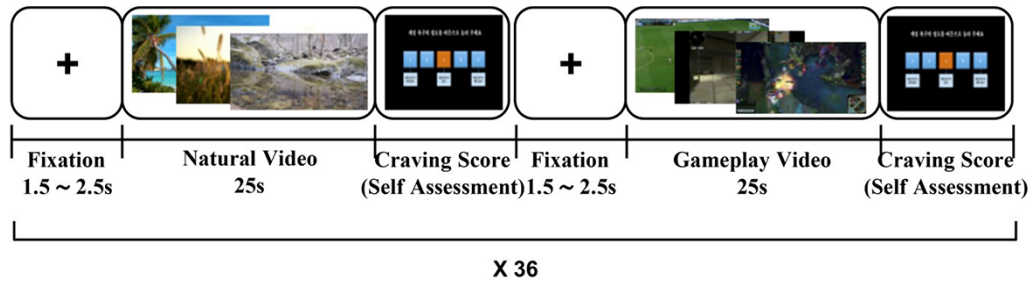 Fixation
1.5 ~ 2.5s
Natural Video
25s
Craving Score
(Self Assessment)
Fixation
1.5 ~ 2.5s
Gameplay Video
25s
Craving Score
(Self Assessment)
X 36